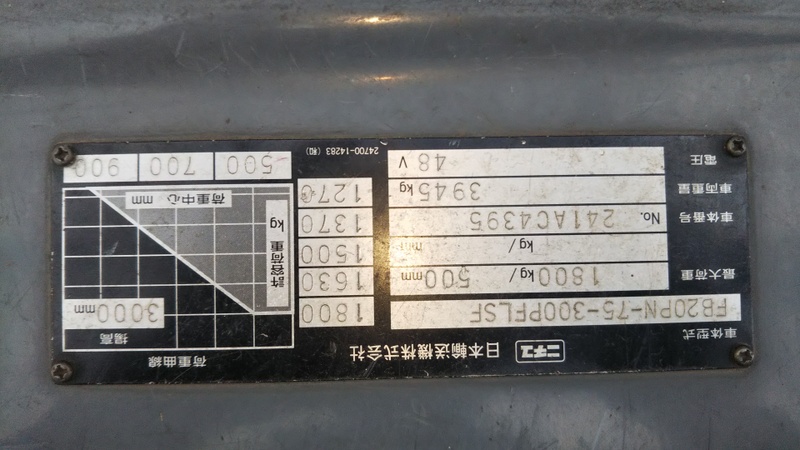 ニチユ 日本輸送機株式会社
車体型式 FB20PN-75-300PFLSF
最大荷重 1800 kg/ 500 mm
kg/ mm
車体番号 No. 241AC4395
車両重量 3945 kg
電圧 48 V
24700-14283 (和)
荷重曲線
揚高 3000 mm
許容荷重 kg
1800
1630
1500
1370
1270
荷重中心 mm
500 700 900